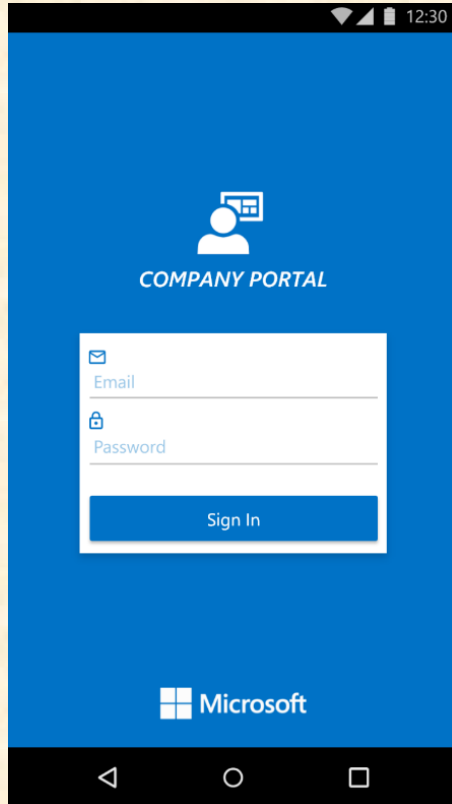 12:30
COMPANY PORTAL
Email
Password
Sign In
Microsoft